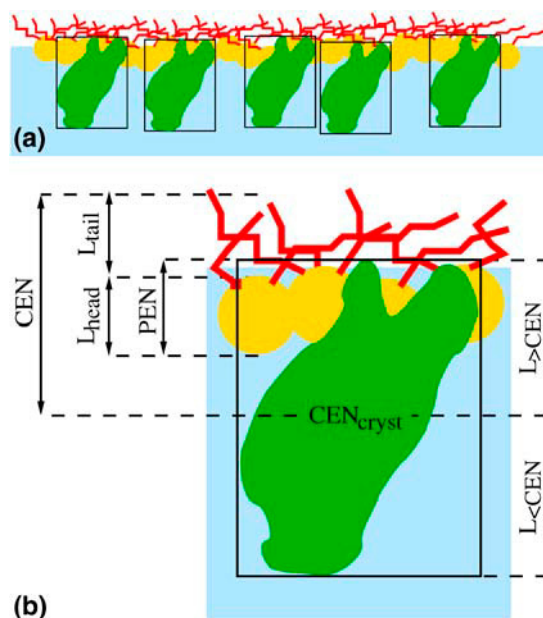 (a)
CEN
L_tail
L_head
PEN
CEN_cryst
L>CEN
L<CEN
(b)